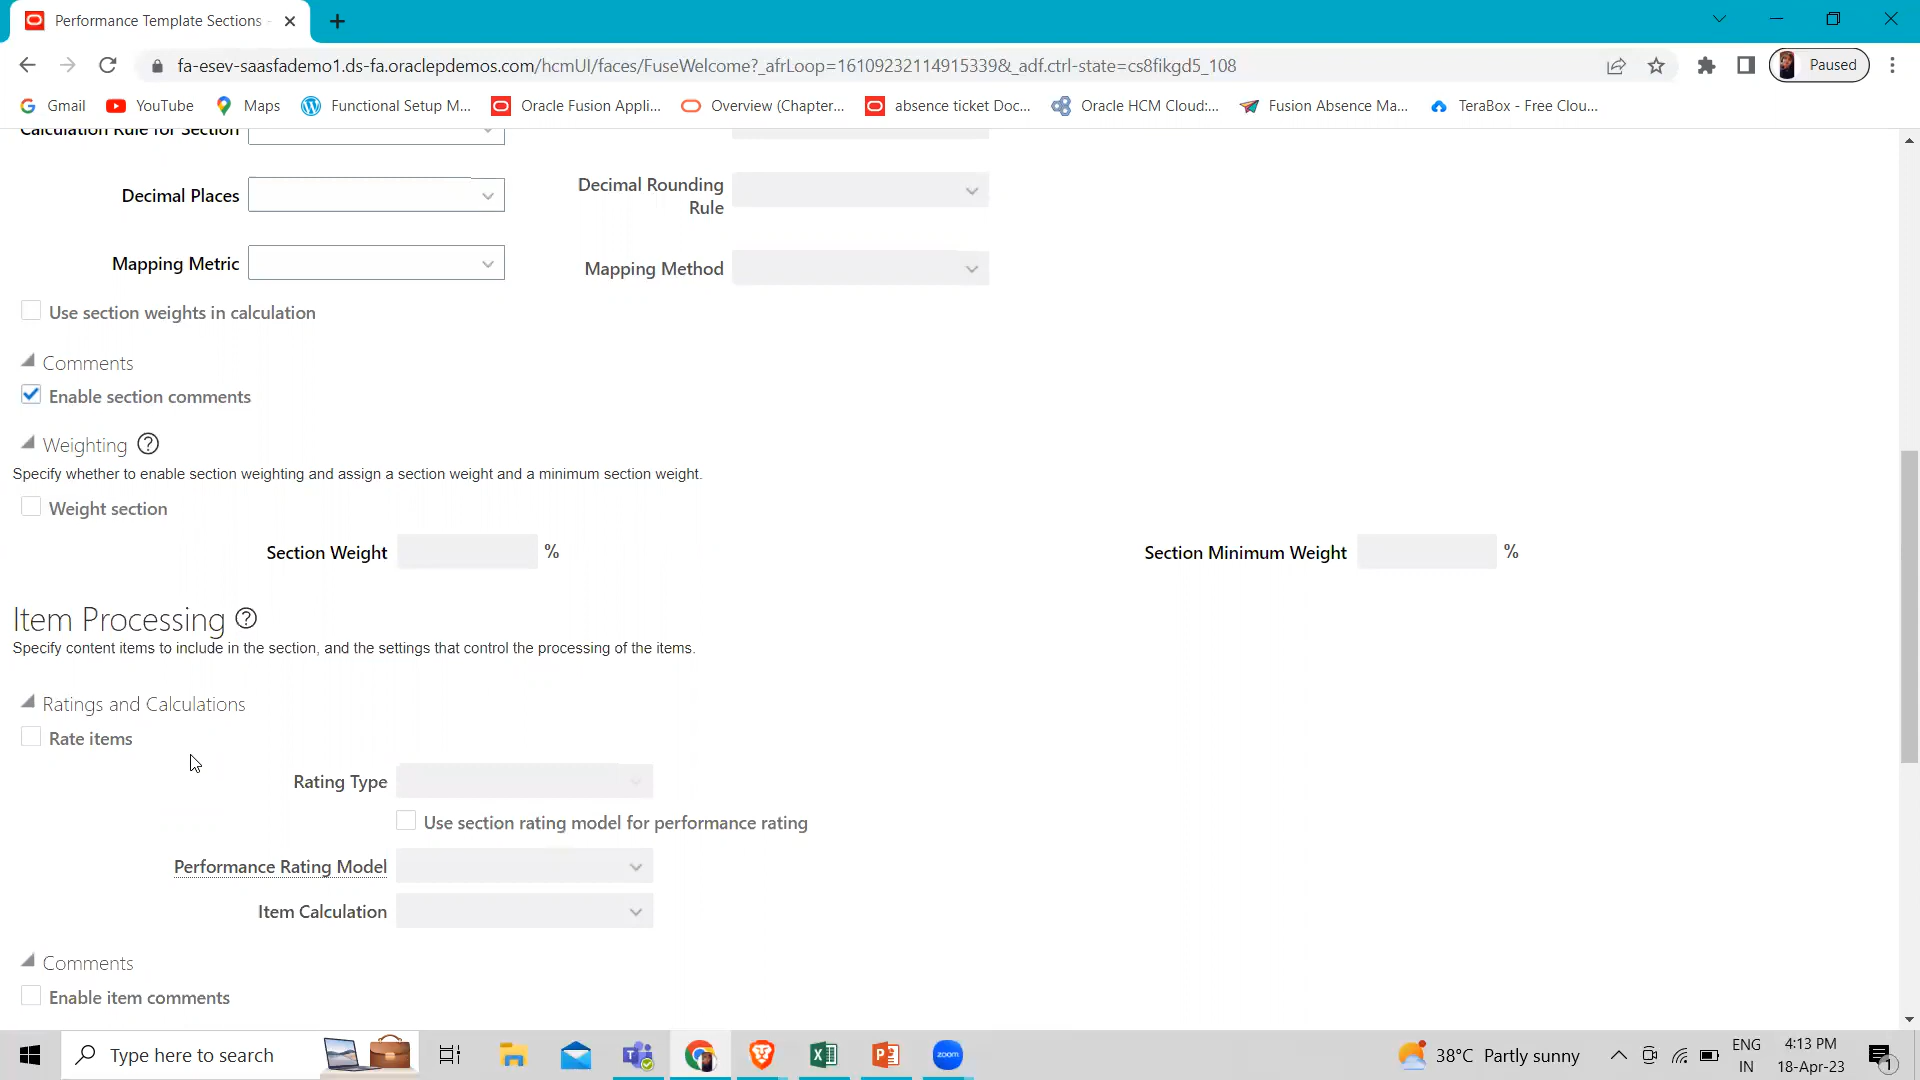 Performance Template Sections -
fa-esev-saasfademo1.ds-fa.oraclepdemos.com/hcmUI/faces/FuseWelcome?_afrLoop=16109232114915339&_adf.ctrl-state=cs8fikgd5_108
Paused
Gmail YouTube Maps Functional Setup M... Oracle Fusion Appli... Overview (Chapter... absence ticket Doc... Oracle HCM Cloud:... Fusion Absence Ma... TeraBox - Free Clou...
Calculation Rule for Section
Decimal Places
Decimal Rounding
Rule
Mapping Metric
Mapping Method
Use section weights in calculation
Comments
Enable section comments
Weighting ?
Specify whether to enable section weighting and assign a section weight and a minimum section weight.
Weight section
Section Weight %
Section Minimum Weight %
Item Processing ?
Specify content items to include in the section, and the settings that control the processing of the items.
Ratings and Calculations
Rate items
Rating Type
Use section rating model for performance rating
Performance Rating Model
Item Calculation
Comments
Enable item comments
Type here to search
zoom
38°C Partly sunny
ENG
IN
4:13 PM
18-Apr-23
1